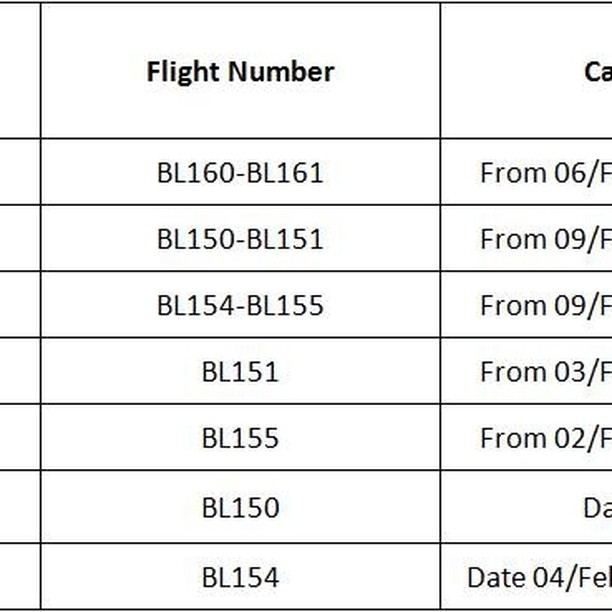 Flight Number
BL160-BL161 From 06/F
BL150-BL151 From 09/F
BL154-BL155 From 09/F
BL151 From 03/F
BL155 From 02/F
BL150 Da
BL154 Date 04/Fel